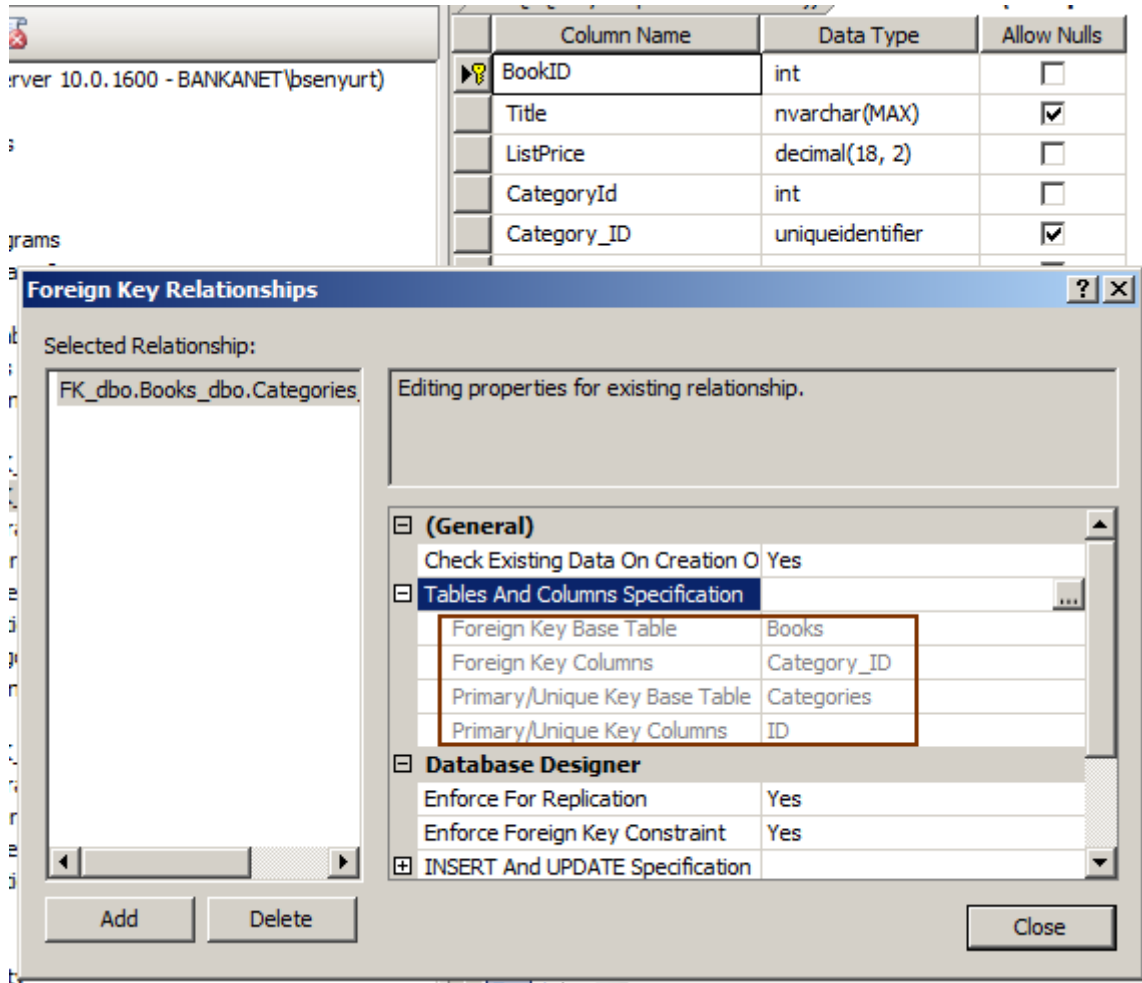 Column Name Data Type Allow Nulls
rver 10.0.1600 - BANKANET\bsenyurt)
BookID int
Title nvarchar(MAX)
ListPrice decimal(18, 2)
CategoryId int
Category_ID uniqueidentifier
grams
Foreign Key Relationships
Selected Relationship:
FK_dbo.Books_dbo.Categories_
Editing properties for existing relationship.
(General)
Check Existing Data On Creation O Yes
Tables And Columns Specification ...
Foreign Key Base Table Books
Foreign Key Columns Category_ID
Primary/Unique Key Base Table Categories
Primary/Unique Key Columns ID
Database Designer
Enforce For Replication Yes
Enforce Foreign Key Constraint Yes
INSERT And UPDATE Specification
Add Delete
Close